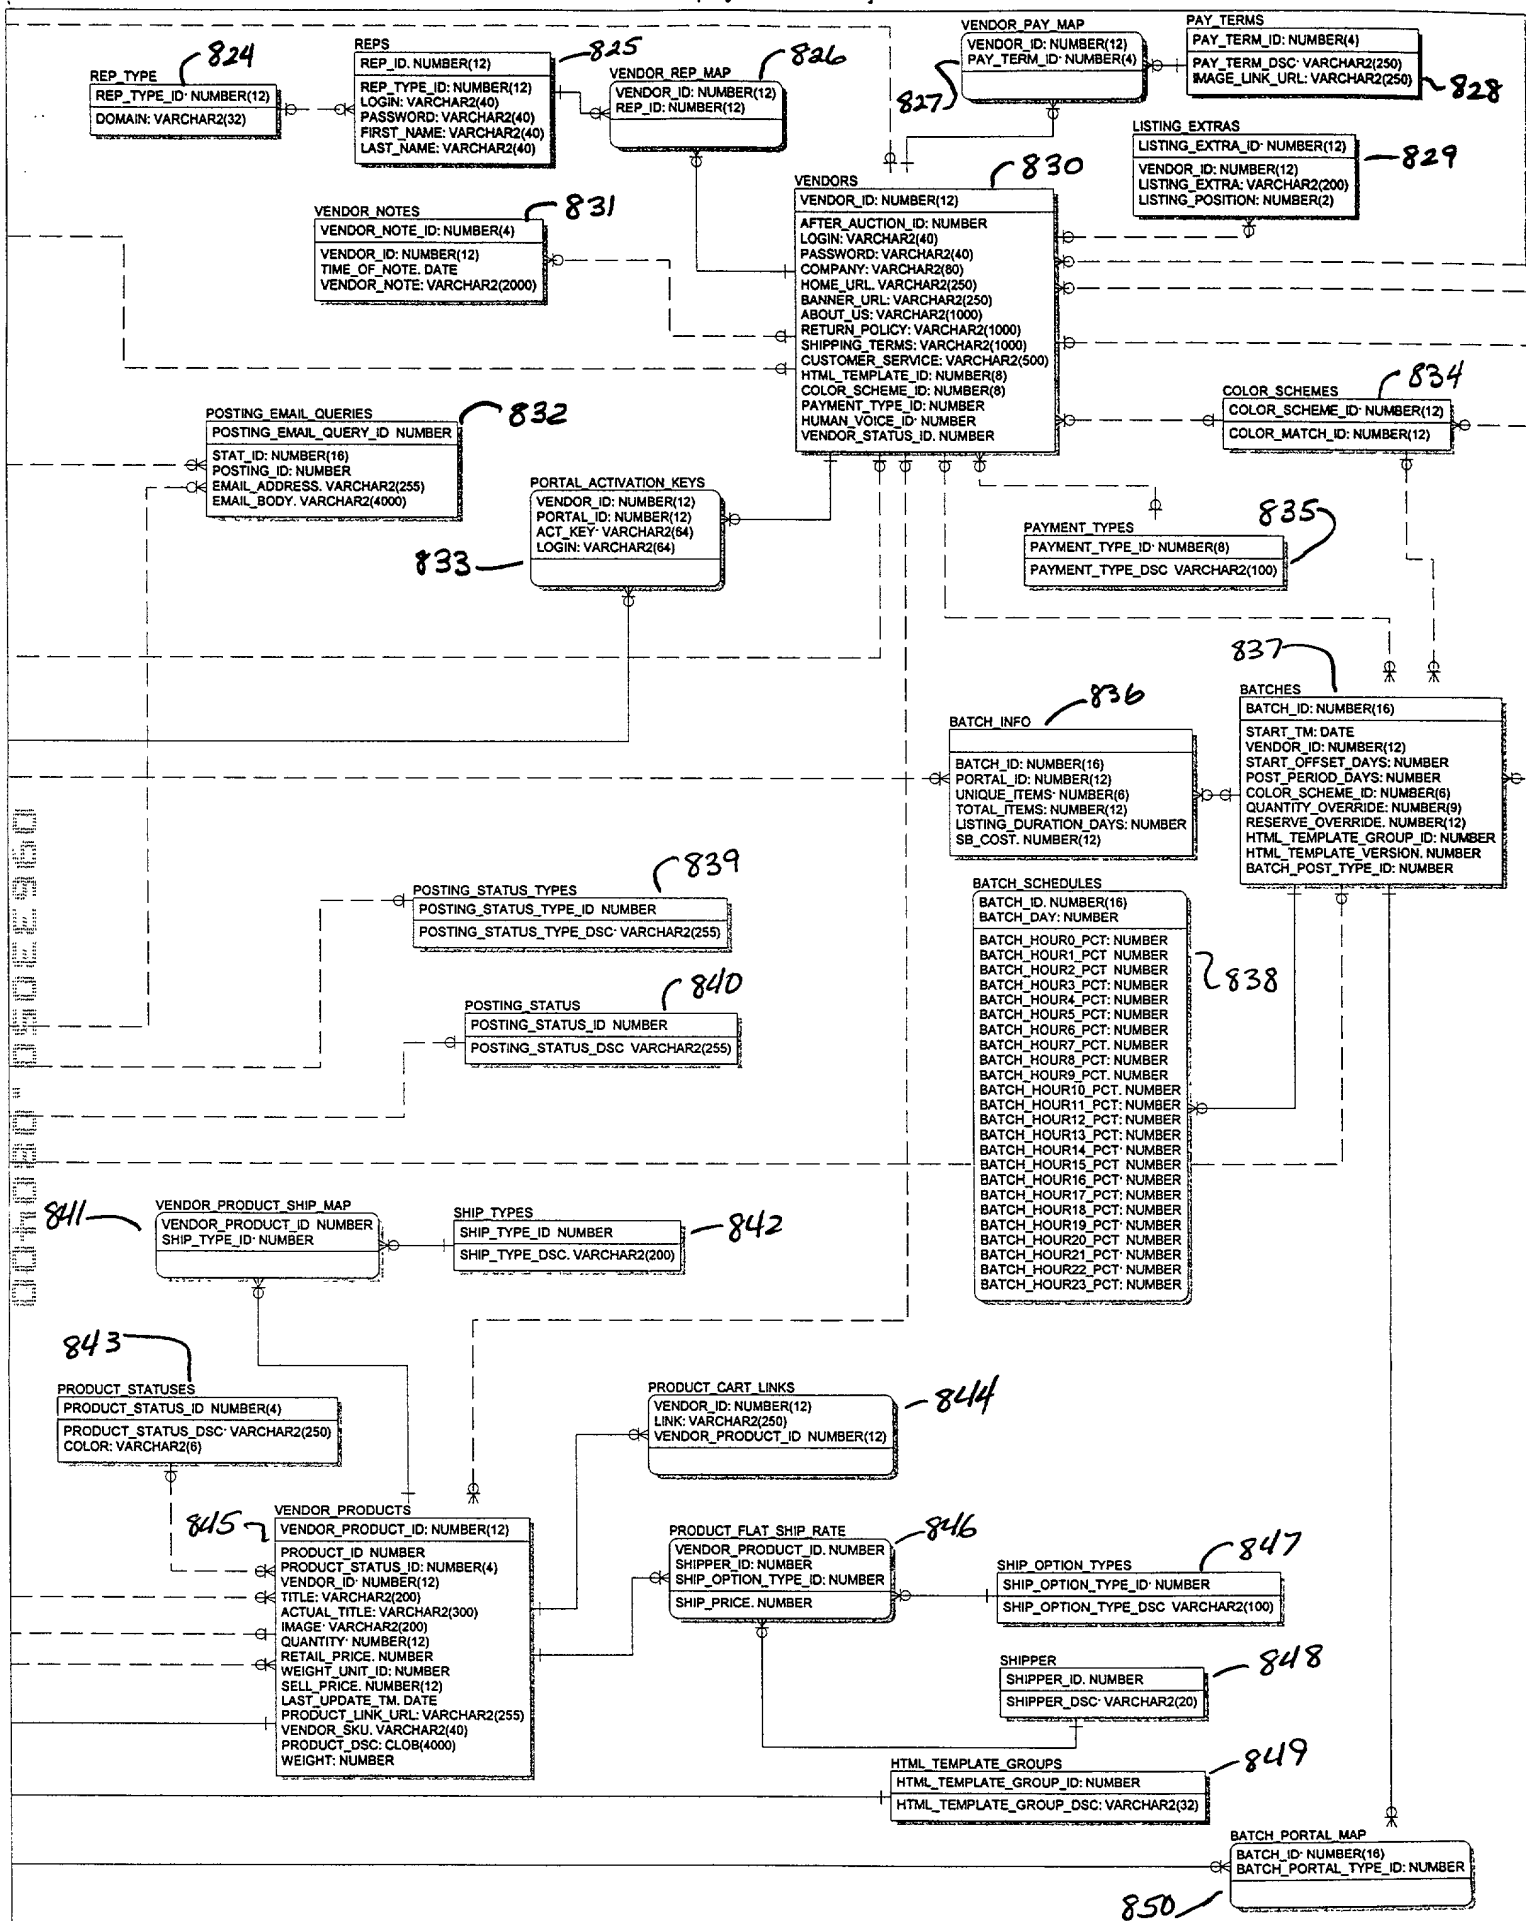 REP_TYPE
824
REP_TYPE_ID: NUMBER(12)
DOMAIN: VARCHAR2(32)
REPS
825
REP_ID. NUMBER(12)
REP_TYPE_ID: NUMBER(12)
LOGIN: VARCHAR2(40)
PASSWORD: VARCHAR2(40)
FIRST_NAME: VARCHAR2(40)
LAST_NAME: VARCHAR2(40)
VENDOR_REP_MAP
826
VENDOR_ID: NUMBER(12)
REP_ID: NUMBER(12)
VENDOR_PAY_MAP
VENDOR_ID: NUMBER(12)
PAY_TERM_ID: NUMBER(4)
827
PAY_TERMS
PAY_TERM_ID: NUMBER(4)
PAY_TERM_DSC: VARCHAR2(250)
IMAGE_LINK_URL: VARCHAR2(250)
828
LISTING_EXTRAS
LISTING_EXTRA_ID: NUMBER(12)
829
VENDOR_ID: NUMBER(12)
LISTING_EXTRA: VARCHAR2(200)
LISTING_POSITION: NUMBER(2)
VENDORS
830
VENDOR_ID: NUMBER(12)
AFTER_AUCTION_ID: NUMBER
LOGIN: VARCHAR2(40)
PASSWORD: VARCHAR2(40)
COMPANY: VARCHAR2(80)
HOME_URL. VARCHAR2(250)
BANNER_URL: VARCHAR2(250)
ABOUT_US: VARCHAR2(1000)
RETURN_POLICY: VARCHAR2(1000)
SHIPPING_TERMS: VARCHAR2(1000)
CUSTOMER_SERVICE: VARCHAR2(500)
HTML_TEMPLATE_ID: NUMBER(8)
COLOR_SCHEME_ID: NUMBER(8)
PAYMENT_TYPE_ID: NUMBER
HUMAN_VOICE_ID: NUMBER
VENDOR_STATUS_ID. NUMBER
VENDOR_NOTES
831
VENDOR_NOTE_ID: NUMBER(4)
VENDOR_ID: NUMBER(12)
TIME_OF_NOTE. DATE
VENDOR_NOTE: VARCHAR2(2000)
POSTING_EMAIL_QUERIES
832
POSTING_EMAIL_QUERY_ID NUMBER
STAT_ID: NUMBER(16)
POSTING_ID: NUMBER
EMAIL_ADDRESS. VARCHAR2(255)
EMAIL_BODY. VARCHAR2(4000)
PORTAL_ACTIVATION_KEYS
VENDOR_ID: NUMBER(12)
PORTAL_ID: NUMBER(12)
ACT_KEY: VARCHAR2(64)
LOGIN: VARCHAR2(64)
833
COLOR_SCHEMES
834
COLOR_SCHEME_ID: NUMBER(12)
COLOR_MATCH_ID: NUMBER(12)
PAYMENT_TYPES
835
PAYMENT_TYPE_ID: NUMBER(8)
PAYMENT_TYPE_DSC VARCHAR2(100)
BATCH_INFO
836
BATCH_ID: NUMBER(16)
PORTAL_ID: NUMBER(12)
UNIQUE_ITEMS: NUMBER(6)
TOTAL_ITEMS: NUMBER(12)
LISTING_DURATION_DAYS: NUMBER
SB_COST. NUMBER(12)
837
BATCHES
BATCH_ID: NUMBER(16)
START_TM: DATE
VENDOR_ID: NUMBER(12)
START_OFFSET_DAYS: NUMBER
POST_PERIOD_DAYS: NUMBER
COLOR_SCHEME_ID: NUMBER(6)
QUANTITY_OVERRIDE: NUMBER(9)
RESERVE_OVERRIDE. NUMBER(12)
HTML_TEMPLATE_GROUP_ID: NUMBER
HTML_TEMPLATE_VERSION. NUMBER
BATCH_POST_TYPE_ID: NUMBER
BATCH_SCHEDULES
BATCH_ID. NUMBER(16)
BATCH_DAY: NUMBER
BATCH_HOUR0_PCT: NUMBER
BATCH_HOUR1_PCT NUMBER
BATCH_HOUR2_PCT: NUMBER
BATCH_HOUR3_PCT: NUMBER
BATCH_HOUR4_PCT: NUMBER
BATCH_HOUR5_PCT: NUMBER
BATCH_HOUR6_PCT: NUMBER
BATCH_HOUR7_PCT. NUMBER
BATCH_HOUR8_PCT: NUMBER
BATCH_HOUR9_PCT. NUMBER
BATCH_HOUR10_PCT. NUMBER
BATCH_HOUR11_PCT: NUMBER
BATCH_HOUR12_PCT: NUMBER
BATCH_HOUR13_PCT: NUMBER
BATCH_HOUR14_PCT: NUMBER
BATCH_HOUR15_PCT: NUMBER
BATCH_HOUR16_PCT: NUMBER
BATCH_HOUR17_PCT: NUMBER
BATCH_HOUR18_PCT: NUMBER
BATCH_HOUR19_PCT: NUMBER
BATCH_HOUR20_PCT: NUMBER
BATCH_HOUR21_PCT: NUMBER
BATCH_HOUR22_PCT: NUMBER
BATCH_HOUR23_PCT: NUMBER
838
POSTING_STATUS_TYPES
839
POSTING_STATUS_TYPE_ID NUMBER
POSTING_STATUS_TYPE_DSC: VARCHAR2(255)
POSTING_STATUS
840
POSTING_STATUS_ID NUMBER
POSTING_STATUS_DSC VARCHAR2(255)
841
VENDOR_PRODUCT_SHIP_MAP
VENDOR_PRODUCT_ID NUMBER
SHIP_TYPE_ID: NUMBER
SHIP_TYPES
SHIP_TYPE_ID NUMBER
SHIP_TYPE_DSC. VARCHAR2(200)
842
843
PRODUCT_STATUSES
PRODUCT_STATUS_ID NUMBER(4)
PRODUCT_STATUS_DSC: VARCHAR2(250)
COLOR: VARCHAR2(6)
PRODUCT_CART_LINKS
844
VENDOR_ID: NUMBER(12)
LINK: VARCHAR2(250)
VENDOR_PRODUCT_ID NUMBER(12)
VENDOR_PRODUCTS
845
VENDOR_PRODUCT_ID: NUMBER(12)
PRODUCT_ID NUMBER
PRODUCT_STATUS_ID: NUMBER(4)
VENDOR_ID: NUMBER(12)
TITLE: VARCHAR2(200)
ACTUAL_TITLE: VARCHAR2(300)
IMAGE: VARCHAR2(200)
QUANTITY: NUMBER(12)
RETAIL_PRICE. NUMBER
WEIGHT_UNIT_ID: NUMBER
SELL_PRICE. NUMBER(12)
LAST_UPDATE_TM. DATE
PRODUCT_LINK_URL: VARCHAR2(255)
VENDOR_SKU. VARCHAR2(40)
PRODUCT_DSC: CLOB(4000)
WEIGHT: NUMBER
PRODUCT_FLAT_SHIP_RATE
846
VENDOR_PRODUCT_ID. NUMBER
SHIPPER_ID: NUMBER
SHIP_OPTION_TYPE_ID: NUMBER
SHIP_PRICE. NUMBER
SHIP_OPTION_TYPES
847
SHIP_OPTION_TYPE_ID: NUMBER
SHIP_OPTION_TYPE_DSC VARCHAR2(100)
SHIPPER
848
SHIPPER_ID. NUMBER
SHIPPER_DSC: VARCHAR2(20)
HTML_TEMPLATE_GROUPS
849
HTML_TEMPLATE_GROUP_ID: NUMBER
HTML_TEMPLATE_GROUP_DSC: VARCHAR2(32)
BATCH_PORTAL_MAP
BATCH_ID: NUMBER(16)
BATCH_PORTAL_TYPE_ID: NUMBER
850